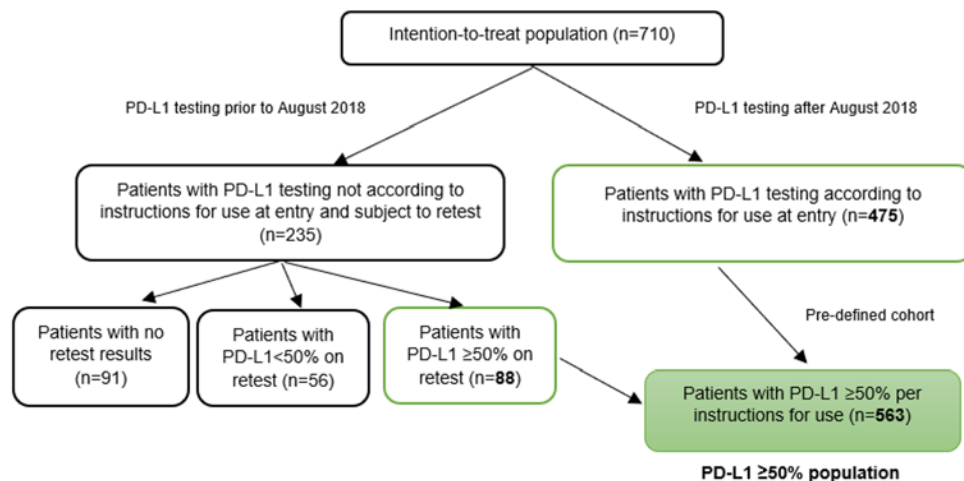 Intention-to-treat population (n=710)
PD-L1 testing prior to August 2018
PD-L1 testing after August 2018
Patients with PD-L1 testing not according to
instructions for use at entry and subject to retest
(n=235)
Patients with PD-L1 testing according to
instructions for use at entry (n=475)
Patients with no
retest results
(n=91)
Patients with
PD-L1<50% on
retest (n=56)
Patients with
PD-L1 ≥50% on
retest (n=88)
Pre-defined cohort
Patients with PD-L1 ≥50% per
instructions for use (n=563)
PD-L1 ≥50% population